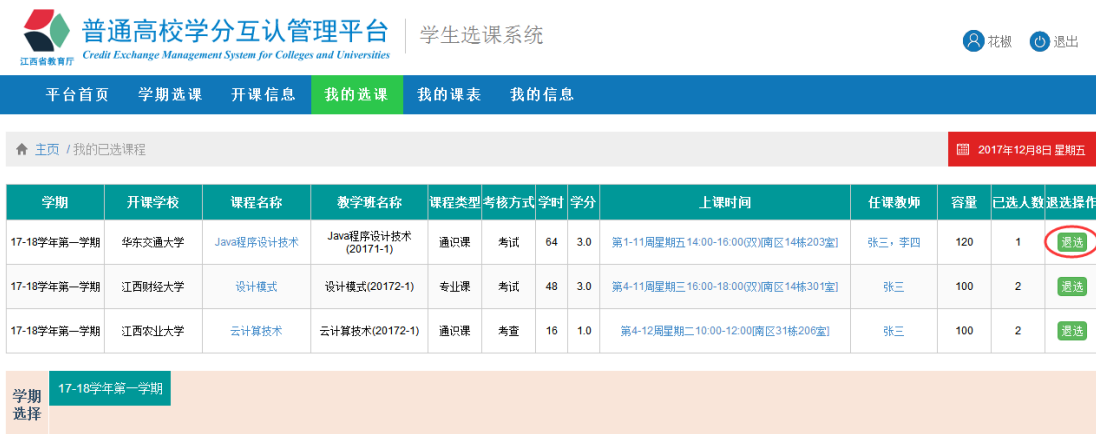 普通高校学分互认管理平台
Credit Exchange Management System for Colleges and Universities
江西省教育厅
学生选课系统
花椒 退出
平台首页 学期选课 开课信息 我的选课 我的课表 我的信息
主页 /我的已选课程
2017年12月8日 星期五
学期 开课学校 课程名称 教学班名称 课程类型 考核方式 学时 学分 上课时间 任课教师 容量 已选人数 退选操作
17-18学年第一学期 华东交通大学 Java程序设计技术 Java程序设计技术(20171-1) 通识课 考试 64 3.0 第1-11周星期五14:00-16:00(双)[南区14栋203室] 张三，李四 120 1 退选
17-18学年第一学期 江西财经大学 设计模式 设计模式(20172-1) 专业课 考试 48 3.0 第4-11周星期三16:00-18:00(双)[南区14栋301室] 张三 100 2 退选
17-18学年第一学期 江西农业大学 云计算技术 云计算技术(20172-1) 通识课 考查 16 1.0 第4-12周星期二10:00-12:00[南区31栋206室] 张三 100 2 退选
学期选择
17-18学年第一学期